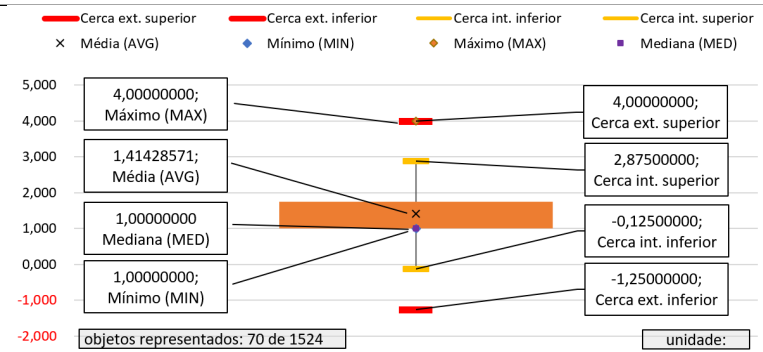 Cerca ext. superior
Cerca ext. inferior
Cerca int. inferior
Cerca int. superior
Média (AVG)
Mínimo (MIN)
Máximo (MAX)
Mediana (MED)
5,000
4,000
3,000
2,000
1,000
0,000
-1,000
-2,000
4,00000000;
Máximo (MAX)
1,41428571;
Média (AVG)
1,00000000
Mediana (MED)
1,00000000;
Mínimo (MIN)
4,00000000;
Cerca ext. superior
2,87500000;
Cerca int. superior
-0,12500000;
Cerca int. inferior
-1,25000000;
Cerca ext. inferior
objetos representados: 70 de 1524
unidade: